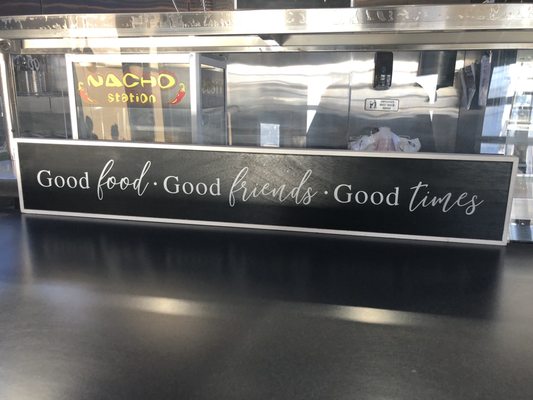 NACHO
station
Good food · Good friends · Good times